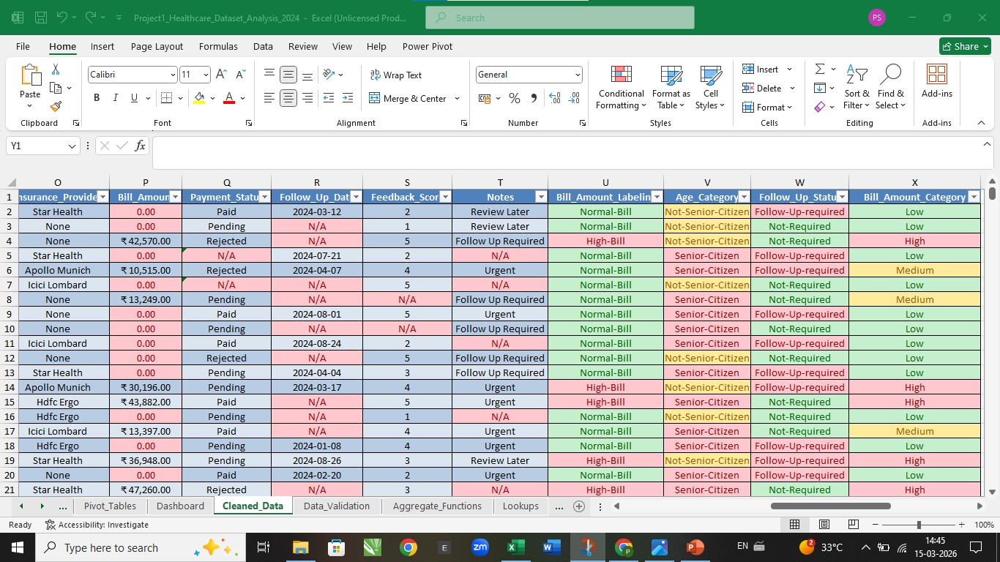 Project1_Healthcare_Dataset_Analysis_2024 - Excel (Unlicensed Prod... Search PS
File Home Insert Page Layout Formulas Data Review View Help Power Pivot Share
Paste Calibri 11 A A Wrap Text General Conditional Formatting Format as Table Cell Styles Insert Sort & Filter Find & Select Add-ins
B I U A Merge & Center % Delete
Format
Clipboard Font Alignment Number Styles Cells Editing Add-ins
Y1 fx
O P Q R S T U V W X
1 nsurance_Provide Bill_Amoun Payment_Statu Follow_Up_Dat Feedback_Scor Notes Bill_Amount_Labelin Age_Category Follow_Up_Statu Bill_Amount_Category
2 Star Health 0.00 Paid 2024-03-12 2 Review Later Normal-Bill Not-Senior-Citizen Follow-Up-required Low
3 None 0.00 Pending N/A 1 Review Later Normal-Bill Not-Senior-Citizen Not-Required Low
4 None ₹ 42,570.00 Rejected N/A 5 Follow Up Required High-Bill Not-Senior-Citizen Not-Required High
5 Star Health 0.00 N/A 2024-07-21 2 N/A Normal-Bill Senior-Citizen Follow-Up-required Low
6 Apollo Munich ₹ 10,515.00 Rejected 2024-04-07 4 Urgent Normal-Bill Senior-Citizen Follow-Up-required Medium
7 Icici Lombard 0.00 N/A N/A 5 N/A Normal-Bill Not-Senior-Citizen Not-Required Low
8 None ₹ 13,249.00 Pending N/A N/A Follow Up Required Normal-Bill Senior-Citizen Not-Required Medium
9 None 0.00 Paid 2024-08-01 5 Urgent Normal-Bill Senior-Citizen Follow-Up-required Low
10 None 0.00 Pending N/A N/A Follow Up Required Normal-Bill Senior-Citizen Not-Required Low
11 Icici Lombard 0.00 Paid 2024-08-24 2 N/A Normal-Bill Senior-Citizen Follow-Up-required Low
12 None 0.00 Rejected N/A 5 Follow Up Required Normal-Bill Not-Senior-Citizen Not-Required Low
13 Star Health 0.00 Pending 2024-04-04 3 Follow Up Required Normal-Bill Senior-Citizen Follow-Up-required Low
14 Apollo Munich ₹ 30,196.00 Pending 2024-03-17 4 Urgent High-Bill Not-Senior-Citizen Follow-Up-required High
15 Hdfc Ergo ₹ 43,882.00 Paid N/A 5 Urgent High-Bill Senior-Citizen Not-Required High
16 Hdfc Ergo 0.00 Pending N/A 1 N/A Normal-Bill Not-Senior-Citizen Not-Required Low
17 Icici Lombard ₹ 13,397.00 Paid N/A 4 Urgent Normal-Bill Senior-Citizen Not-Required Medium
18 Hdfc Ergo 0.00 Pending 2024-01-08 4 Urgent Normal-Bill Senior-Citizen Follow-Up-required Low
19 Star Health ₹ 36,948.00 Pending 2024-08-26 3 Review Later High-Bill Not-Senior-Citizen Follow-Up-required High
20 None 0.00 Paid 2024-02-20 2 Urgent Normal-Bill Senior-Citizen Follow-Up-required Low
21 Star Health ₹ 47,260.00 Rejected N/A 3 N/A High-Bill Senior-Citizen Not-Required High
... Pivot_Tables Dashboard Cleaned_Data Data_Validation Aggregate_Functions Lookups ...
Ready Accessibility: Investigate 100%
Type here to search E zm EN 2 33°C 14:45
15-03-2026